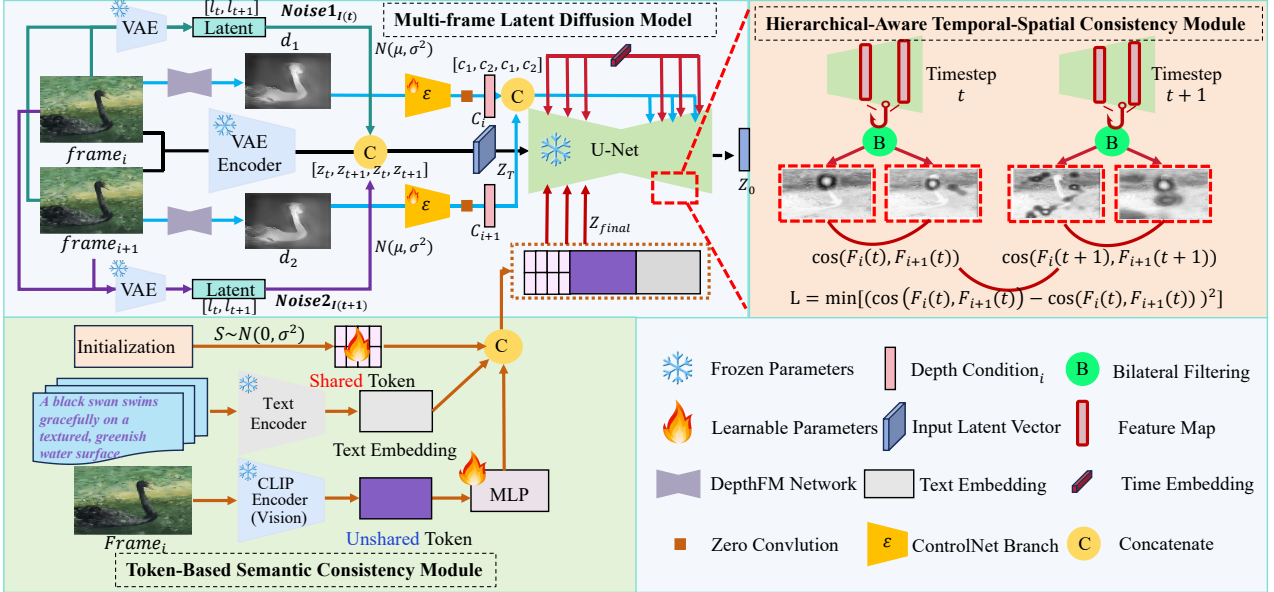 Multi-frame Latent Diffusion Model
[l_t, l_{t+1}]
Noise1_{I(t)}
VAE
Latent
d_1
N(μ, σ^2)
[c_1, c_2, c_1, c_2]
ε
C
C_i
frame_i
VAE
Encoder
C
[z_t, z_{t+1}, z_t, z_{t+1}]
Z_T
U-Net
Z_0
ε
C_{i+1}
N(μ, σ^2)
Z_{final}
frame_{i+1}
d_2
VAE
Latent
[l_t, l_{t+1}]
Noise2_{I(t+1)}
Hierarchical-Aware Temporal-Spatial Consistency Module
Timestep
t
Timestep
t + 1
B
B
cos(F_i(t), F_{i+1}(t))
cos(F_i(t + 1), F_{i+1}(t + 1))
L = min[(cos (F_i(t), F_{i+1}(t)) − cos(F_i(t), F_{i+1}(t)) )^2]
Initialization
S~N(0, σ^2)
Shared Token
C
A black swan swims
gracefully on a
textured, greenish
water surface
Text
Encoder
Text Embedding
CLIP
Encoder
(Vision)
MLP
Unshared Token
Frame_i
Token-Based Semantic Consistency Module
Frozen Parameters
Depth Condition_i
B
Bilateral Filtering
Learnable Parameters
Input Latent Vector
Feature Map
DepthFM Network
Text Embedding
Time Embedding
Zero Convlution
ε
ControlNet Branch
C
Concatenate